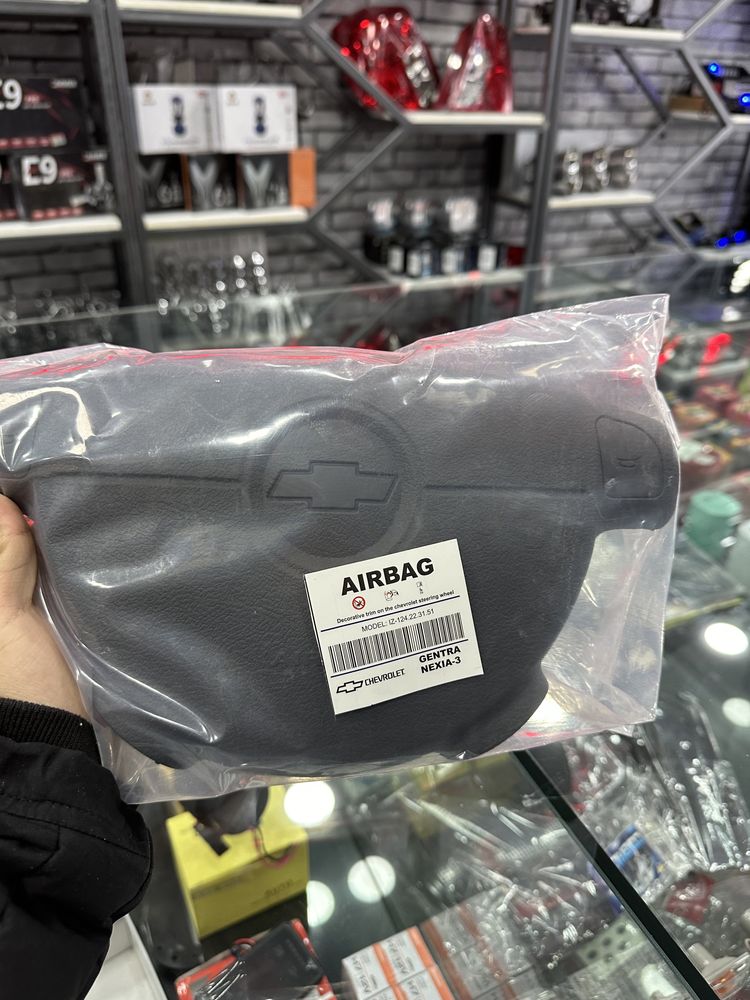 E9
E9
AIRBAG
Decorative trim on the chevrolet steering wheel
MODEL: IZ-124.22.31.51
GENTRA
NEXIA-3
CHEVROLET